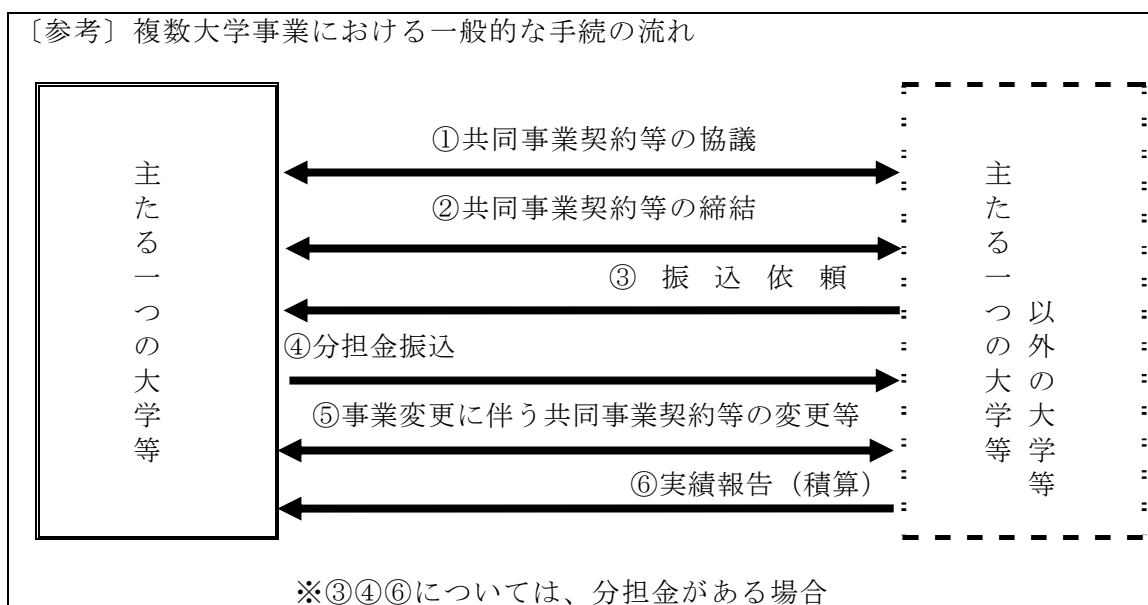 〔参考〕複数大学事業における一般的な手続の流れ
主たる一つの大学等
①共同事業契約等の協議
②共同事業契約等の締結
③ 振 込 依 頼
④分担金振込
⑤事業変更に伴う共同事業契約等の変更等
⑥実績報告（積算）
主たる一つの大学等
以外の大学等
※③④⑥については、分担金がある場合